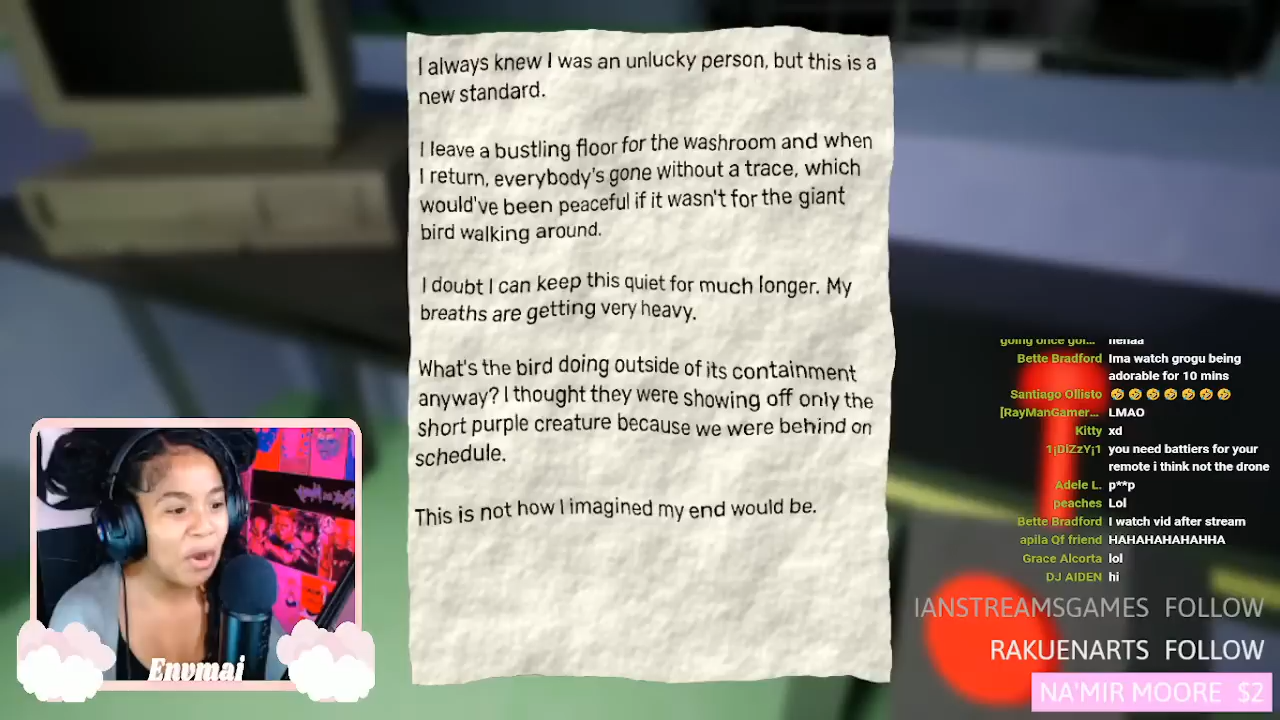 I always knew I was an unlucky person, but this is a
new standard.
I leave a bustling floor for the washroom and when
I return, everybody's gone without a trace, which
would've been peaceful if it wasn't for the giant
bird walking around.
I doubt I can keep this quiet for much longer. My
breaths are getting very heavy.
What's the bird doing outside of its containment
anyway? I thought they were showing off only the
short purple creature because we were behind on
schedule.
This is not how I imagined my end would be.
Bette Bradford Ima watch grogu being
adorable for 10 mins
Santiago Ollisto 🤣🤣🤣🤣🤣🤣🤣
[RayManGamer... LMAO
Kitty xd
1¡DiZzY¡1 you need battiers for your
remote i think not the drone
Adele L. p**p
peaches Lol
Bette Bradford I watch vid after stream
apila Qf friend HAHAHAHAHAHHA
Grace Alcorta lol
DJ AIDEN hi
IANSTREAMSGAMES FOLLOW
RAKUENARTS FOLLOW
NA'MIR MOORE $2
Envmai